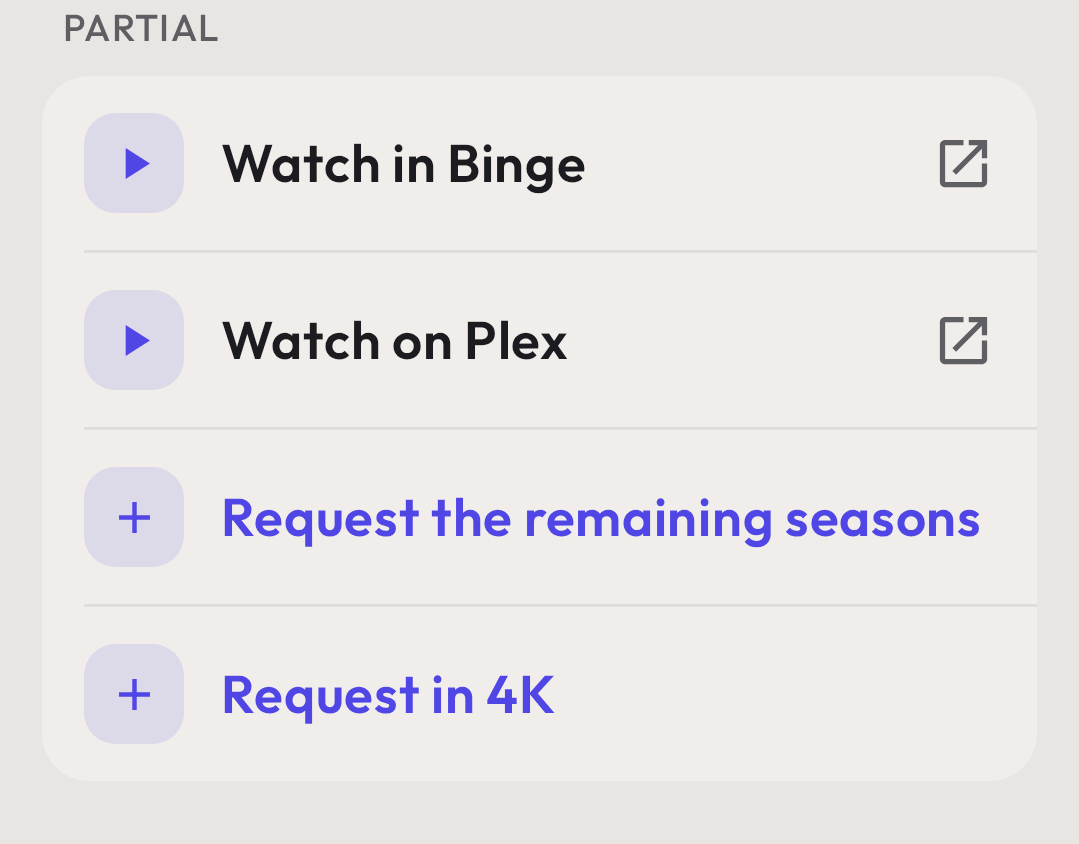 PARTIAL
Watch in Binge
Watch on Plex
Request the remaining seasons
Request in 4K